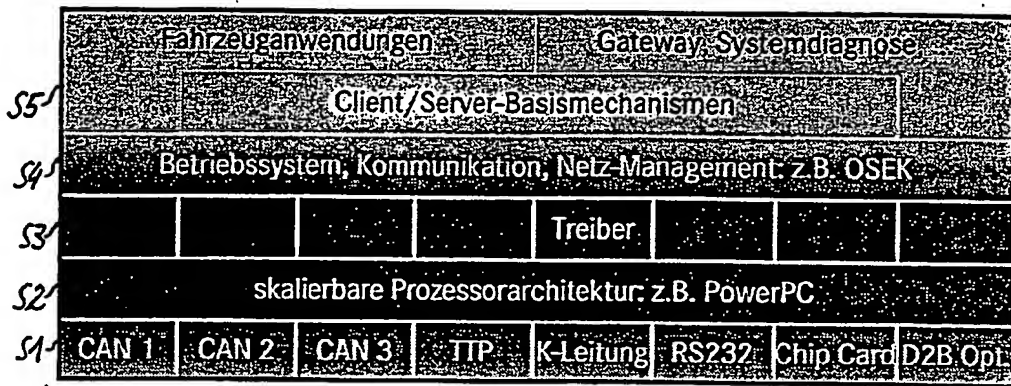 Fahrzeuganwendungen Gateway, Systemdiagnose
S5 Client/Server-Basismechanismen
S4 Betriebssystem, Kommunikation, Netz-Management: z.B. OSEK
S3 Treiber
S2 skalierbare Prozessorarchitektur: z.B. PowerPC
S1 CAN 1 CAN 2 CAN 3 TTP K-Leitung RS232 Chip Card D2B Opt.